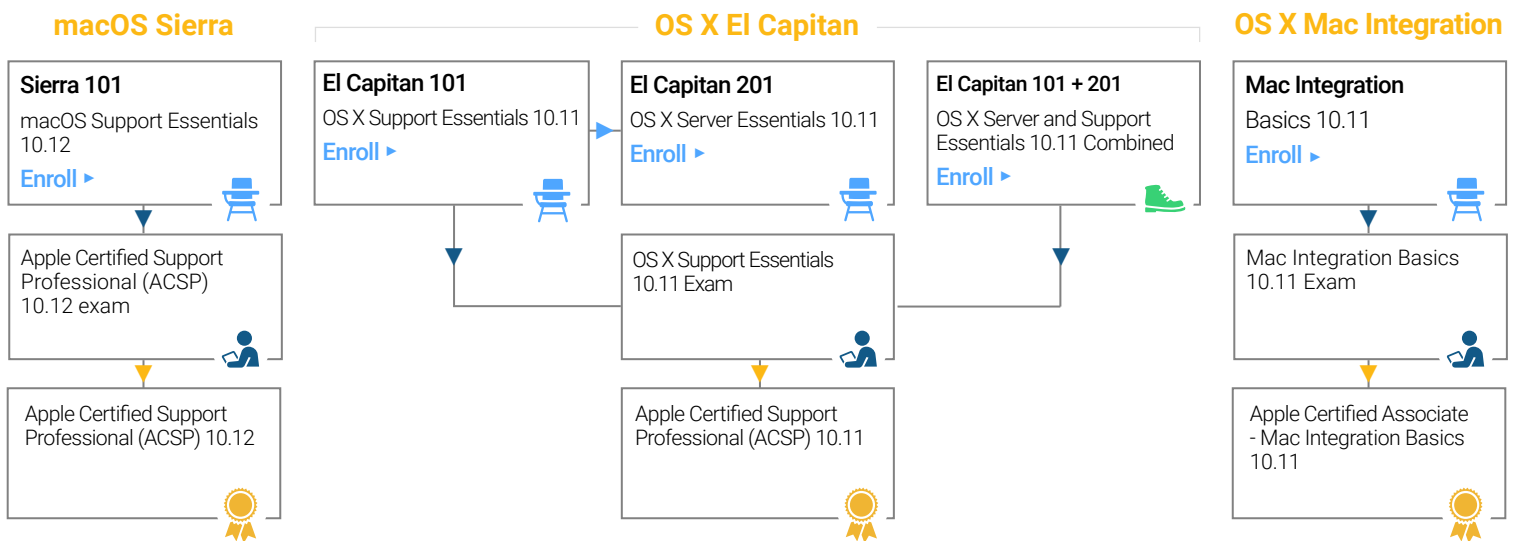 macOS Sierra
OS X El Capitan
OS X Mac Integration
Sierra 101
macOS Support Essentials
10.12
Enroll ▸
El Capitan 101
OS X Support Essentials 10.11
Enroll ▸
El Capitan 201
OS X Server Essentials 10.11
Enroll ▸
El Capitan 101 + 201
OS X Server and Support
Essentials 10.11 Combined
Enroll ▸
Mac Integration
Basics 10.11
Enroll ▸
Apple Certified Support
Professional (ACSP)
10.12 exam
OS X Support Essentials
10.11 Exam
Mac Integration Basics
10.11 Exam
Apple Certified Support
Professional (ACSP) 10.12
Apple Certified Support
Professional (ACSP) 10.11
Apple Certified Associate
- Mac Integration Basics
10.11